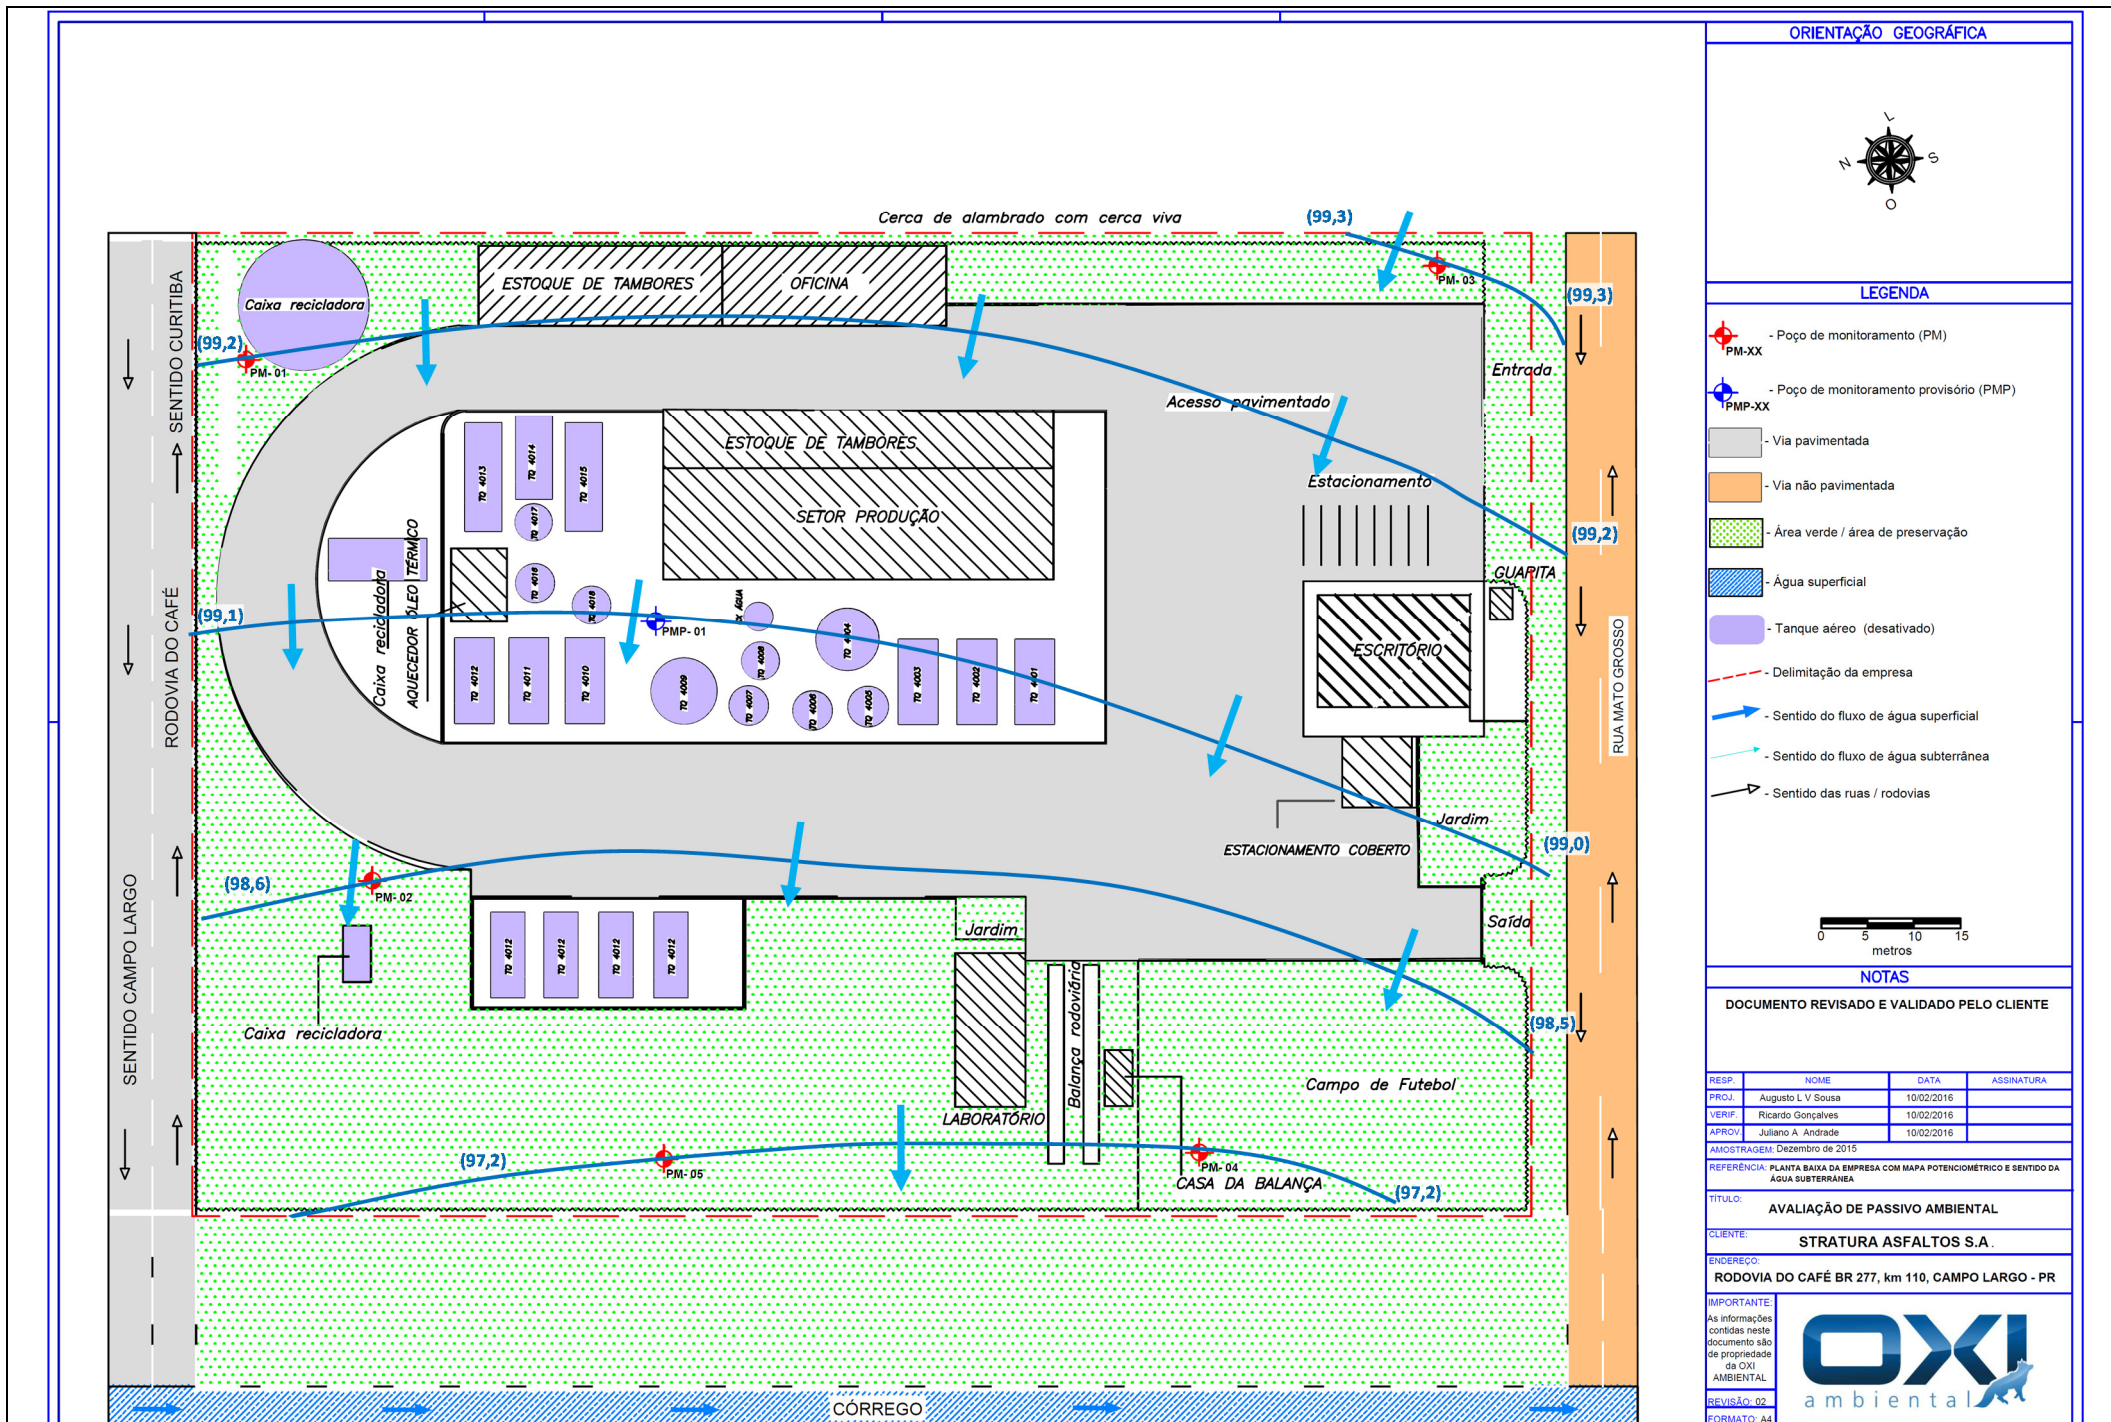 ORIENTAÇÃO GEOGRÁFICA
L
N
S
O
Cerca de alambrado com cerca viva
(99,3)
PM- 03
(99,3)
SENTIDO CURITIBA
Caixa recicladora
ESTOQUE DE TAMBORES
OFICINA
(99,2)
PM- 01
Entrada
Acesso pavimentado
TQ 4013
TQ 4014
TQ 4015
TQ 4017
ESTOQUE DE TAMBORES
SETOR PRODUÇÃO
Estacionamento
(99,2)
GUARITA
Caixa recicladora
AQUECEDOR ÓLEO TÉRMICO
TQ 4016
TQ 4018
(99,1)
RODOVIA DO CAFÉ
PMP- 01
CX ÁGUA
TQ 4004
TQ 4008
ESCRITÓRIO
RUA MATO GROSSO
TQ 4012
TQ 4011
TQ 4010
TQ 4009
TQ 4007
TQ 4006
TQ 4005
TQ 4003
TQ 4002
TQ 4001
Jardim
ESTACIONAMENTO COBERTO
(99,0)
(98,6)
PM- 02
SENTIDO CAMPO LARGO
TQ 4012
TQ 4012
TQ 4012
TQ 4012
Jardim
Saída
Caixa recicladora
(98,5)
Balança rodoviária
Campo de Futebol
LABORATÓRIO
(97,2)
PM- 05
PM- 04
CASA DA BALANÇA
(97,2)
CÓRREGO
LEGENDA
PM-XX
- Poço de monitoramento (PM)
PMP-XX
- Poço de monitoramento provisório (PMP)
- Via pavimentada
- Via não pavimentada
- Área verde / área de preservação
- Água superficial
- Tanque aéreo (desativado)
- Delimitação da empresa
- Sentido do fluxo de água superficial
- Sentido do fluxo de água subterrânea
- Sentido das ruas / rodovias
0 5 10 15
metros
NOTAS
DOCUMENTO REVISADO E VALIDADO PELO CLIENTE
RESP. NOME DATA ASSINATURA
PROJ. Augusto L V Sousa 10/02/2016
VERIF. Ricardo Gonçalves 10/02/2016
APROV. Juliano A Andrade 10/02/2016
AMOSTRAGEM: Dezembro de 2015
REFERÊNCIA: PLANTA BAIXA DA EMPRESA COM MAPA POTENCIOMÉTRICO E SENTIDO DA
ÁGUA SUBTERRÂNEA
TÍTULO:
AVALIAÇÃO DE PASSIVO AMBIENTAL
CLIENTE:
STRATURA ASFALTOS S.A.
ENDEREÇO:
RODOVIA DO CAFÉ BR 277, km 110, CAMPO LARGO - PR
IMPORTANTE:
As informações
contidas neste
documento são
de propriedade
da OXI
AMBIENTAL
REVISÃO: 02
FORMATO: A4
OXI
ambiental